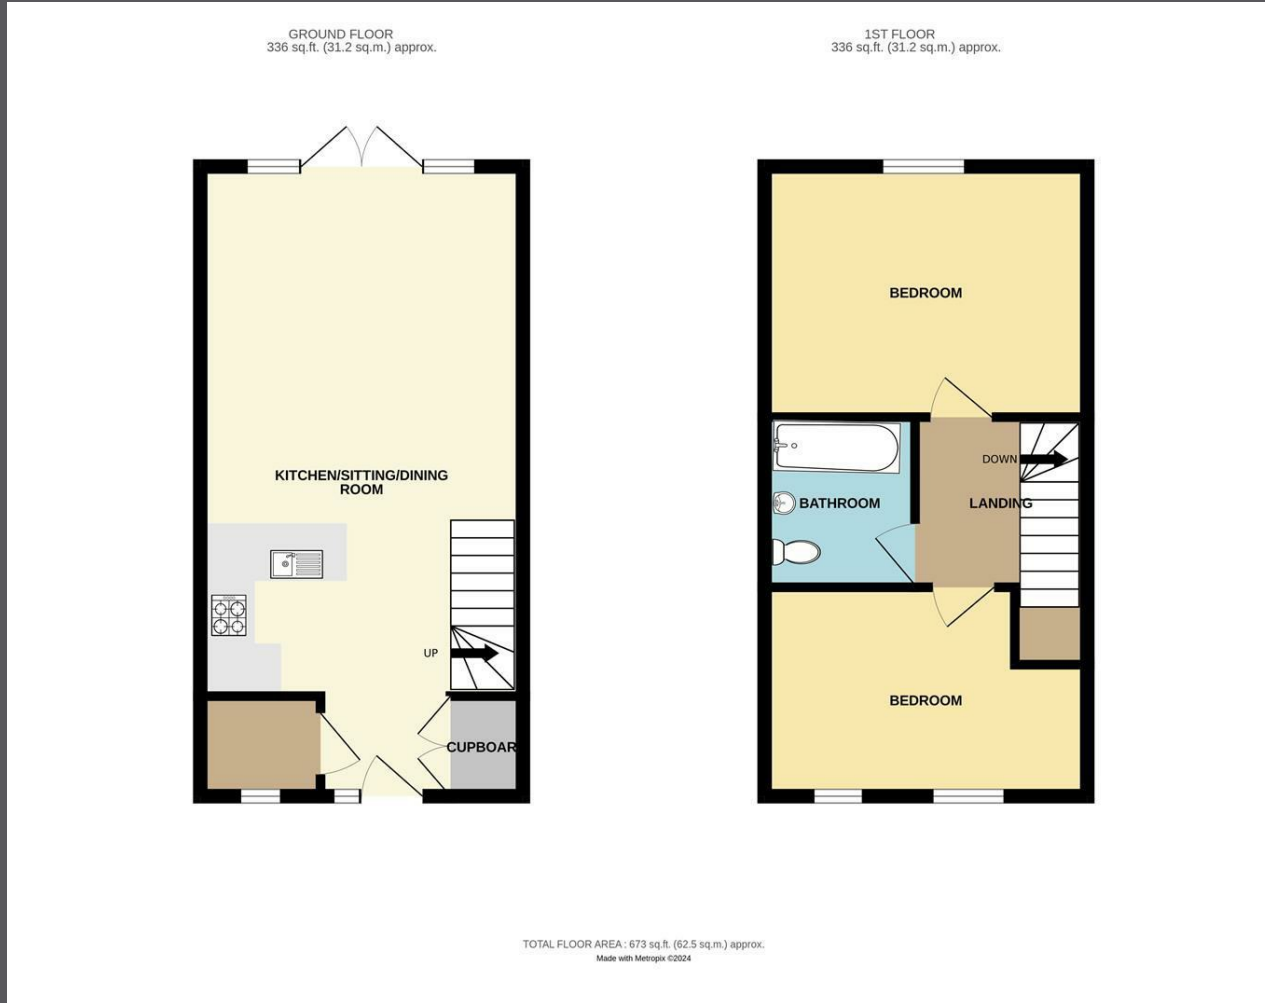 GROUND FLOOR
336 sq.ft. (31.2 sq.m.) approx.
1ST FLOOR
336 sq.ft. (31.2 sq.m.) approx.
KITCHEN/SITTING/DINING
ROOM
UP
CUPBOAR
BEDROOM
DOWN
BATHROOM
LANDING
BEDROOM
TOTAL FLOOR AREA : 673 sq.ft. (62.5 sq.m.) approx.
Made with Metropix ©2024